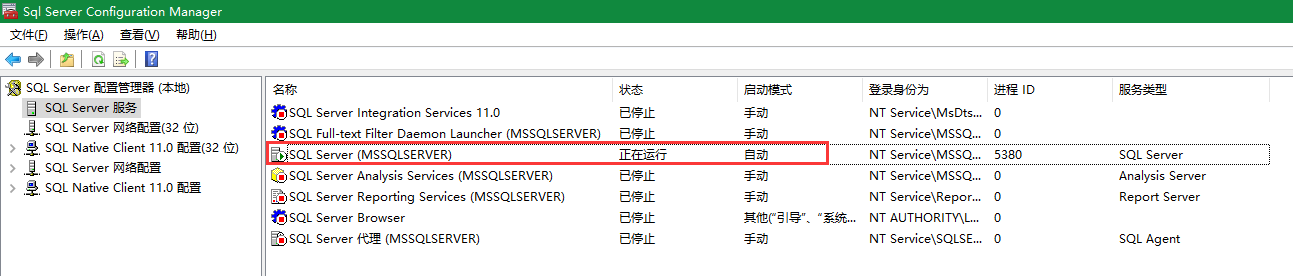 Sql Server Configuration Manager
文件(F) 操作(A) 查看(V) 帮助(H)
SQL Server 配置管理器 (本地)
SQL Server 服务
SQL Server 网络配置(32 位)
SQL Native Client 11.0 配置(32 位)
SQL Server 网络配置
SQL Native Client 11.0 配置
名称 状态 启动模式 登录身份为 进程 ID 服务类型
SQL Server Integration Services 11.0 已停止 手动 NT Service\MsDts... 0
SQL Full-text Filter Daemon Launcher (MSSQLSERVER) 已停止 手动 NT Service\MSSQ... 0
SQL Server (MSSQLSERVER) 正在运行 自动 NT Service\MSSQ... 5380 SQL Server
SQL Server Analysis Services (MSSQLSERVER) 已停止 手动 NT Service\MSSQ... 0 Analysis Server
SQL Server Reporting Services (MSSQLSERVER) 已停止 手动 NT Service\Repor... 0 Report Server
SQL Server Browser 已停止 其他("引导"、"系统... NT AUTHORITY\L... 0
SQL Server 代理 (MSSQLSERVER) 已停止 手动 NT Service\SQLSE... 0 SQL Agent